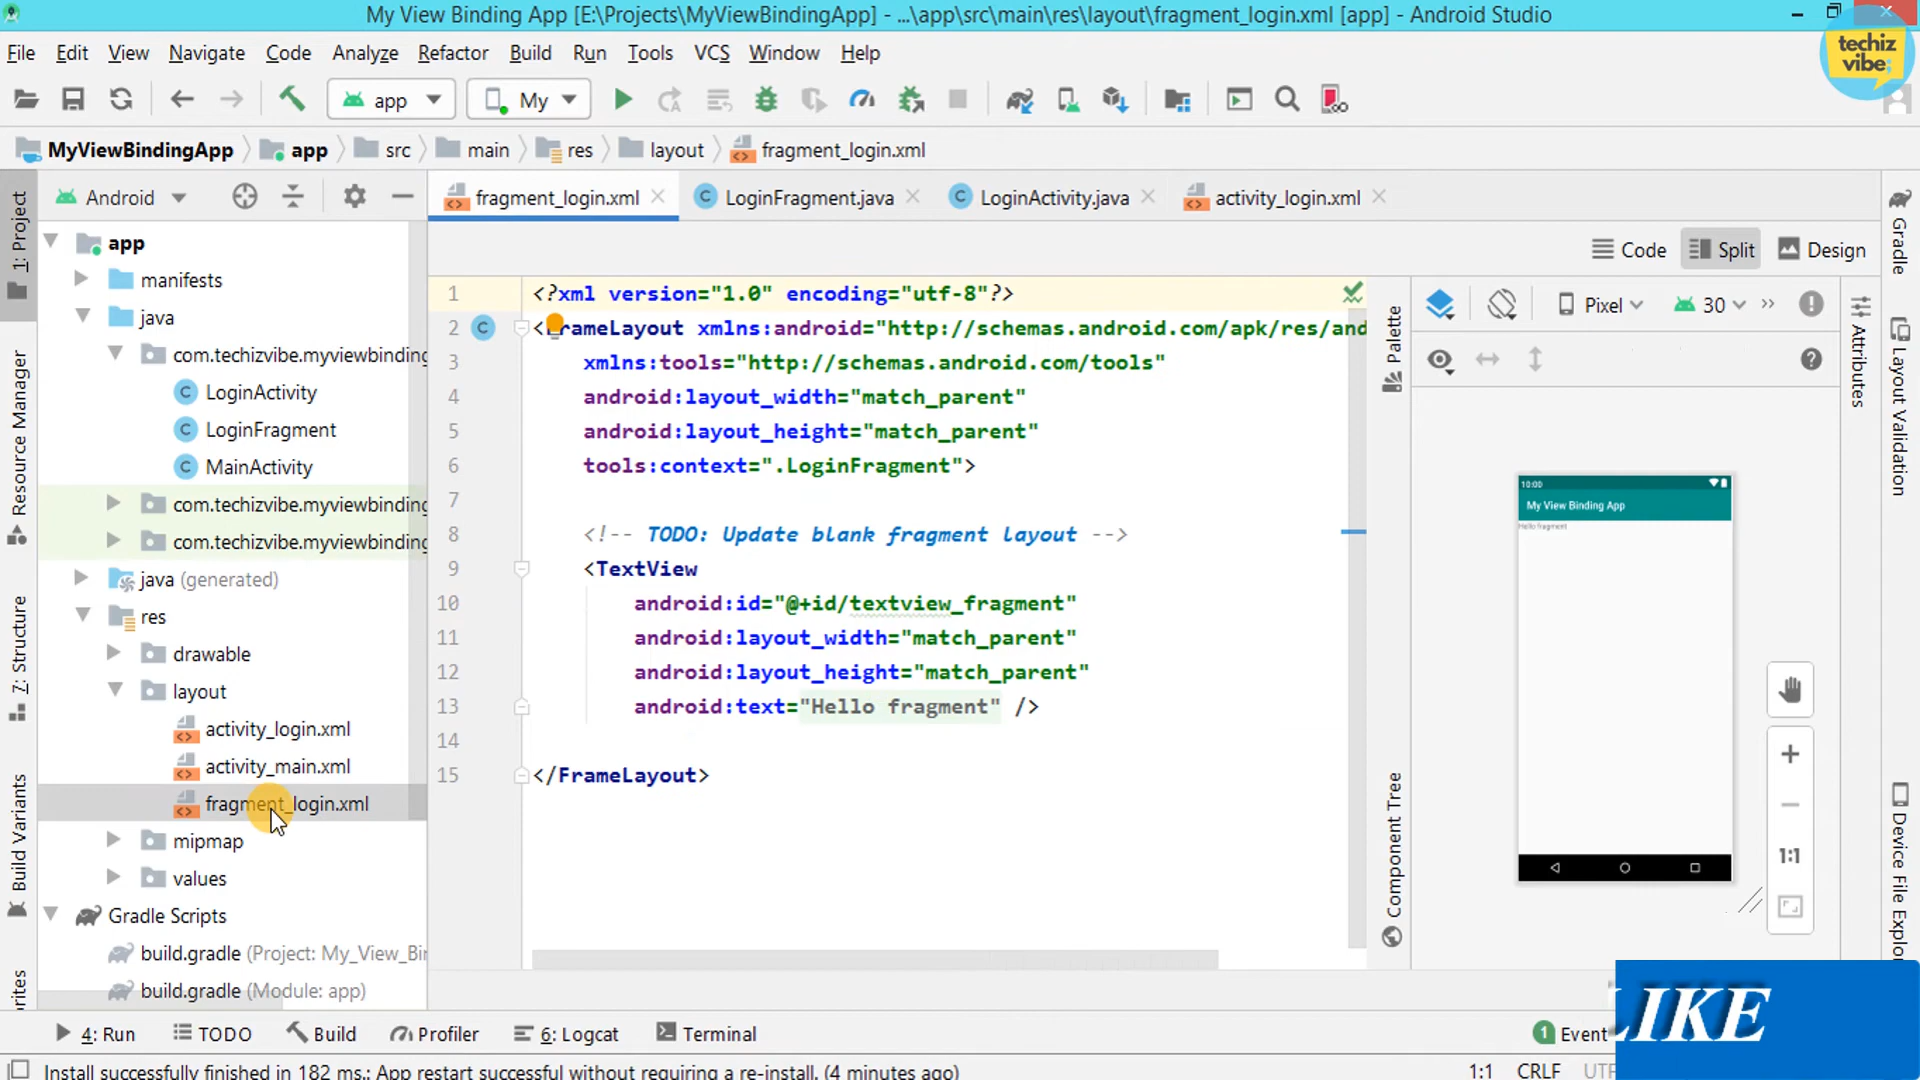 My View Binding App [E:\Projects\MyViewBindingApp] - ...\app\src\main\res\layout\fragment_login.xml [app] - Android Studio
techiz
vibe
File Edit View Navigate Code Analyze Refactor Build Run Tools VCS Window Help
app My
MyViewBindingApp app src main res layout fragment_login.xml
Android
fragment_login.xml LoginFragment.java LoginActivity.java activity_login.xml
Code Split Design
1: Project
Resource Manager
7: Structure
Build Variants
app
manifests
java
com.techizvibe.myviewbinding
LoginActivity
LoginFragment
MainActivity
com.techizvibe.myviewbinding
com.techizvibe.myviewbinding
java (generated)
res
drawable
layout
activity_login.xml
activity_main.xml
fragment_login.xml
mipmap
values
Gradle Scripts
build.gradle (Project: My_View_Bi
build.gradle (Module: app)
1 <?xml version="1.0" encoding="utf-8"?>
2 <FrameLayout xmlns:android="http://schemas.android.com/apk/res/and
3 xmlns:tools="http://schemas.android.com/tools"
4 android:layout_width="match_parent"
5 android:layout_height="match_parent"
6 tools:context=".LoginFragment">
7
8 <!-- TODO: Update blank fragment layout -->
9 <TextView
10 android:id="@+id/textview_fragment"
11 android:layout_width="match_parent"
12 android:layout_height="match_parent"
13 android:text="Hello fragment" />
14
15 </FrameLayout>
Palette
Component Tree
Pixel 30
10:00
My View Binding App
Hello fragment
1:1
Attributes
Gradle
Layout Validation
Device File Explo
4: Run TODO Build Profiler 6: Logcat Terminal
1 Event
LIKE
Install successfully finished in 182 ms.: App restart successful without requiring a re-install. (4 minutes ago)
1:1 CRLF UTF